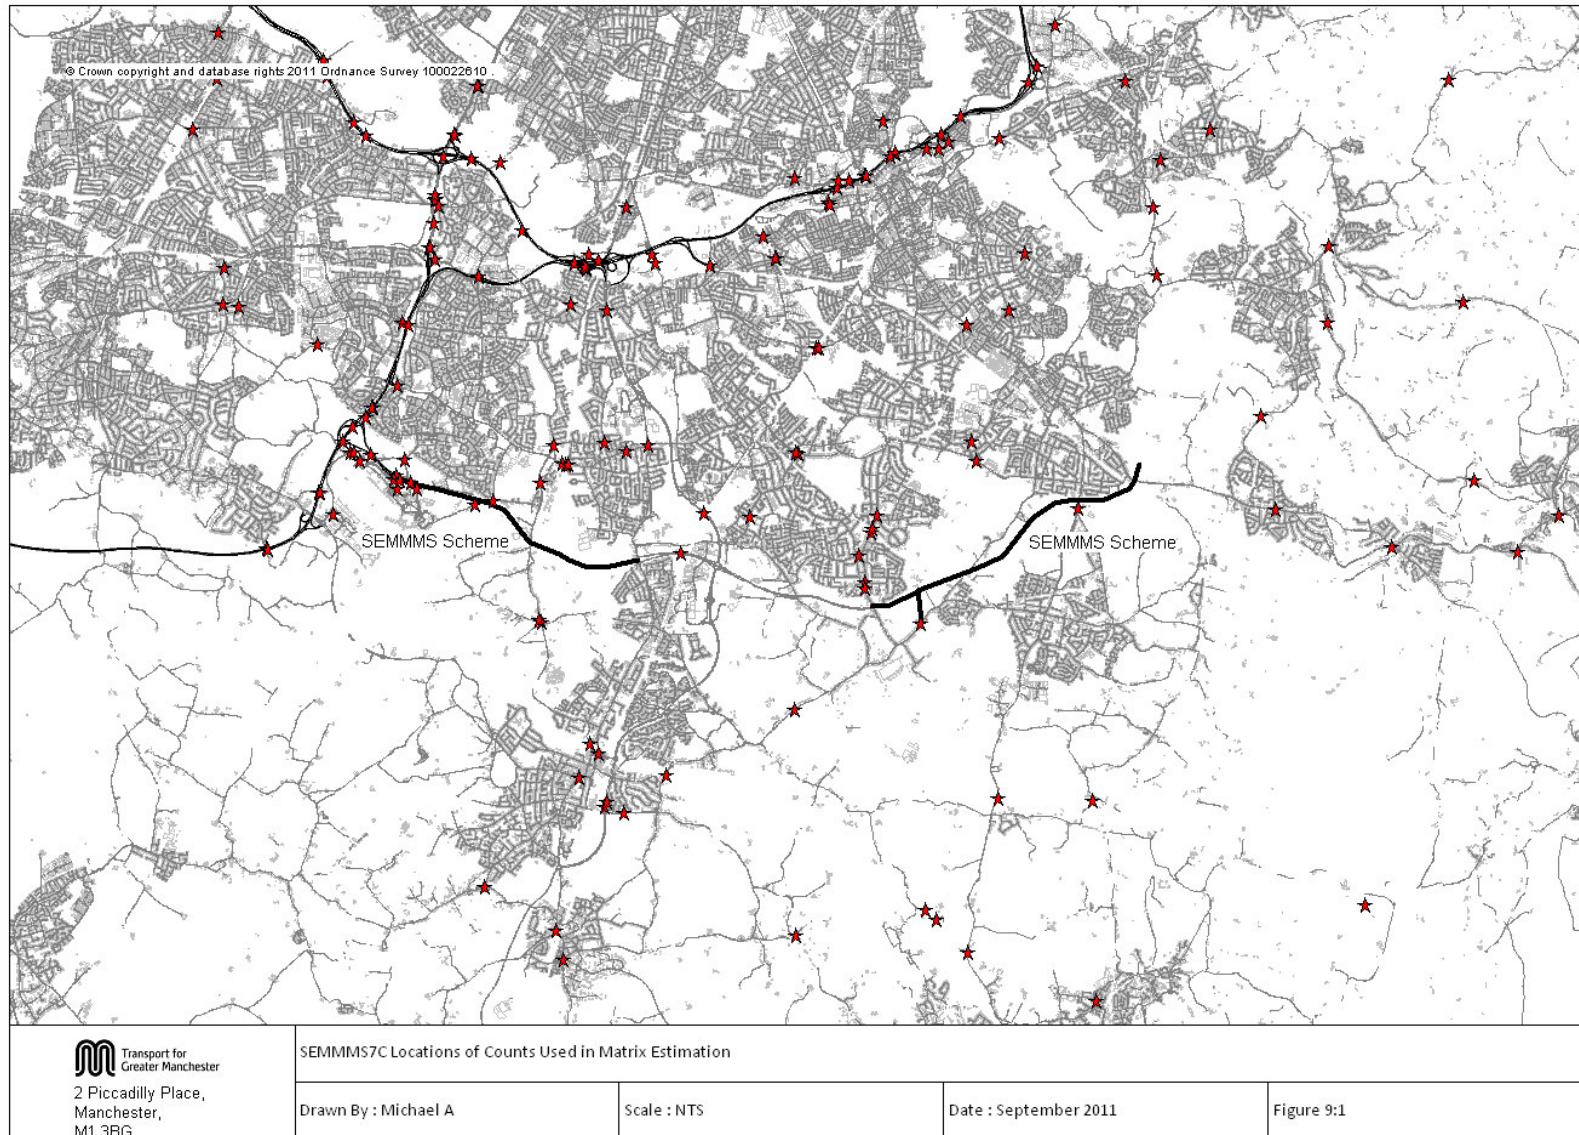 © Crown copyright and database rights 2011 Ordnance Survey 100022610 .
SEMMMS Scheme
SEMMMS Scheme
Transport for
Greater Manchester
2 Piccadilly Place,
Manchester,
M1 3BG
SEMMMS7C Locations of Counts Used in Matrix Estimation
Drawn By : Michael A
Scale : NTS
Date : September 2011
Figure 9:1